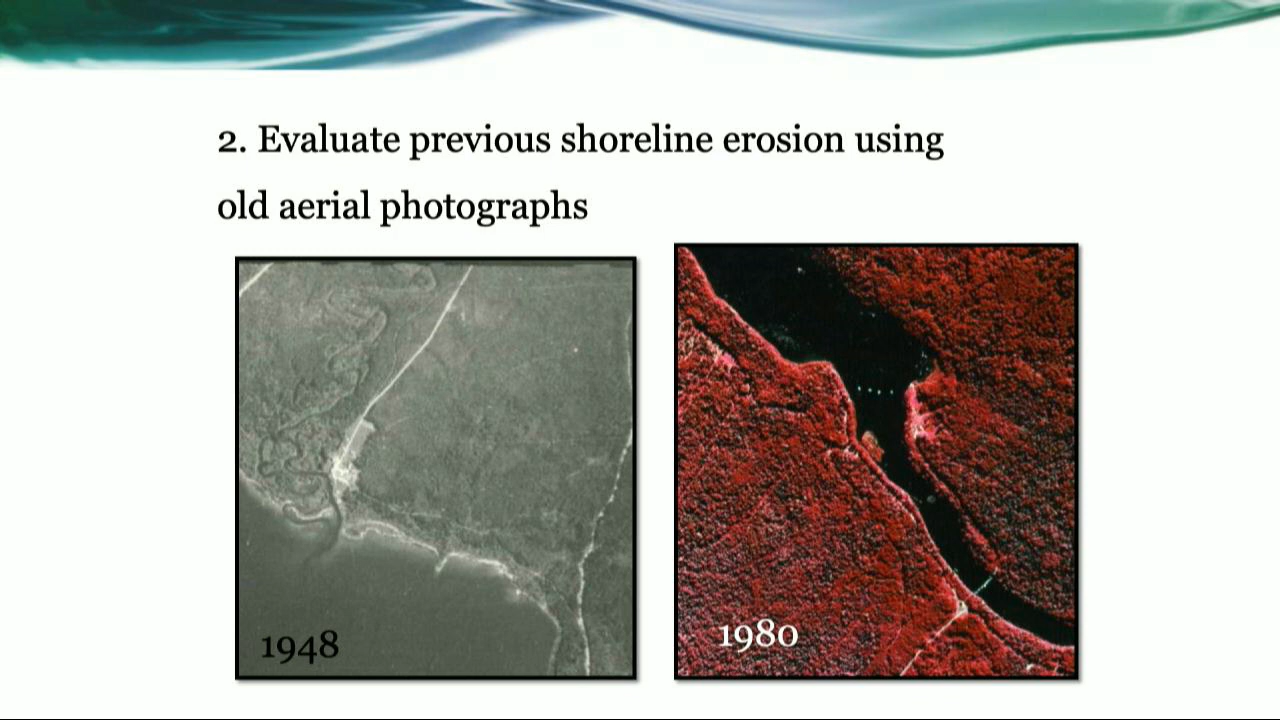 2. Evaluate previous shoreline erosion using
old aerial photographs
1948
1980